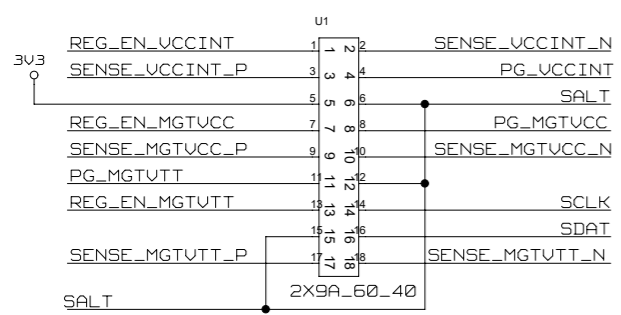 U1
REG_EN_VCCINT 1 1 2 2 SENSE_VCCINT_N
3V3
SENSE_VCCINT_P 3 3 4 4 PG_VCCINT
5 5 6 6 SALT
REG_EN_MGTVCC 7 7 8 8 PG_MGTVCC
SENSE_MGTVCC_P 9 9 10 10 SENSE_MGTVCC_N
PG_MGTVTT 11 11 12 12
REG_EN_MGTVTT 13 13 14 14 SCLK
15 15 16 16 SDAT
SENSE_MGTVTT_P 17 17 18 18 SENSE_MGTVTT_N
2X9A_60_40
SALT